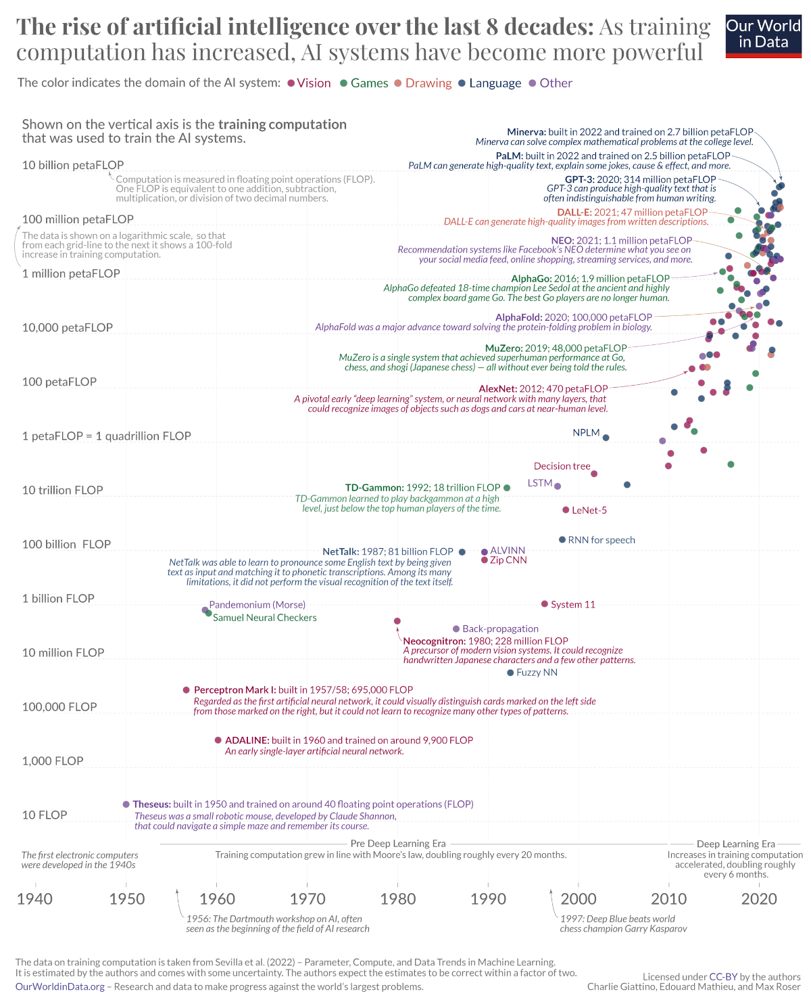 The rise of artificial intelligence over the last 8 decades: As training
computation has increased, AI systems have become more powerful
Our World
in Data
The color indicates the domain of the AI system: Vision Games Drawing Language Other
Shown on the vertical axis is the training computation
that was used to train the AI systems.
10 billion petaFLOP
Computation is measured in floating point operations (FLOP).
One FLOP is equivalent to one addition, subtraction,
multiplication, or division of two decimal numbers.
100 million petaFLOP
The data is shown on a logarithmic scale, so that
from each grid-line to the next it shows a 100-fold
increase in training computation.
1 million petaFLOP
10,000 petaFLOP
100 petaFLOP
1 petaFLOP = 1 quadrillion FLOP
10 trillion FLOP
100 billion FLOP
1 billion FLOP
10 million FLOP
100,000 FLOP
1,000 FLOP
10 FLOP
Minerva: built in 2022 and trained on 2.7 billion petaFLOP
Minerva can solve complex mathematical problems at the college level.
PaLM: built in 2022 and trained on 2.5 billion petaFLOP
PaLM can generate high-quality text, explain some jokes, cause & effect, and more.
GPT-3: 2020; 314 million petaFLOP
GPT-3 can produce high-quality text that is
often indistinguishable from human writing.
DALL-E: 2021; 47 million petaFLOP
DALL-E can generate high-quality images from written descriptions.
NEO: 2021; 1.1 million petaFLOP
Recommendation systems like Facebook's NEO determine what you see on
your social media feed, online shopping, streaming services, and more.
AlphaGo: 2016; 1.9 million petaFLOP
AlphaGo defeated 18-time champion Lee Sedol at the ancient and highly
complex board game Go. The best Go players are no longer human.
AlphaFold: 2020; 100,000 petaFLOP
AlphaFold was a major advance toward solving the protein-folding problem in biology.
MuZero: 2019; 48,000 petaFLOP
MuZero is a single system that achieved superhuman performance at Go,
chess, and shogi (Japanese chess) — all without ever being told the rules.
AlexNet: 2012; 470 petaFLOP
A pivotal early “deep learning” system, or neural network with many layers, that
could recognize images of objects such as dogs and cars at near-human level.
NPLM
Decision tree
LSTM
TD-Gammon: 1992; 18 trillion FLOP
TD-Gammon learned to play backgammon at a high
level, just below the top human players of the time.
LeNet-5
RNN for speech
NetTalk: 1987; 81 billion FLOP
NetTalk was able to learn to pronounce some English text by being given
text as input and matching it to phonetic transcriptions. Among its many
limitations, it did not perform the visual recognition of the text itself.
ALVINN
Zip CNN
System 11
Pandemonium (Morse)
Samuel Neural Checkers
Back-propagation
Neocognitron: 1980; 228 million FLOP
A precursor of modern vision systems. It could recognize
handwritten Japanese characters and a few other patterns.
Fuzzy NN
Perceptron Mark I: built in 1957/58; 695,000 FLOP
Regarded as the first artificial neural network, it could visually distinguish cards marked on the left side
from those marked on the right, but it could not learn to recognize many other types of patterns.
ADALINE: built in 1960 and trained on around 9,900 FLOP
An early single-layer artificial neural network.
Theseus: built in 1950 and trained on around 40 floating point operations (FLOP)
Theseus was a small robotic mouse, developed by Claude Shannon,
that could navigate a simple maze and remember its course.
The first electronic computers
were developed in the 1940s
Pre Deep Learning Era
Training computation grew in line with Moore's law, doubling roughly every 20 months.
Deep Learning Era
Increases in training computation
accelerated, doubling roughly
every 6 months.
1940 1950 1960 1970 1980 1990 2000 2010 2020
1956: The Dartmouth workshop on AI, often
seen as the beginning of the field of AI research
1997: Deep Blue beats world
chess champion Garry Kasparov
The data on training computation is taken from Sevilla et al. (2022) – Parameter, Compute, and Data Trends in Machine Learning.
It is estimated by the authors and comes with some uncertainty. The authors expect the estimates to be correct within a factor of two.
OurWorldinData.org – Research and data to make progress against the world's largest problems.
Licensed under CC-BY by the authors
Charlie Giattino, Edouard Mathieu, and Max Roser